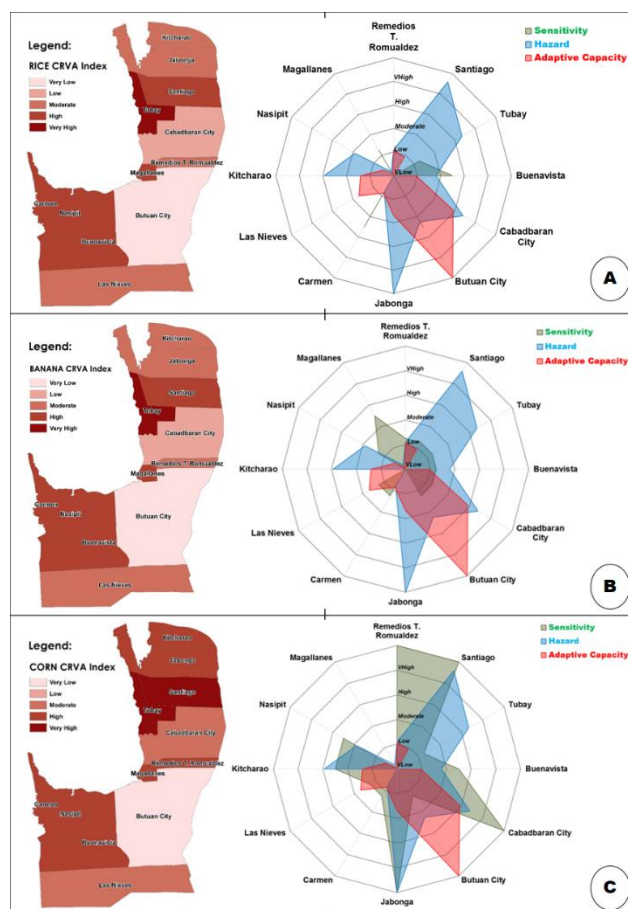 Legend:
RICE CRVA Index
Very Low
Low
Moderate
High
Very High
Kitcharao
Jabonga
Santiago
Tubay
Cabadbaran City
Remedios T. Romualdez
Magallanes
Carmen
Nasipit
Buenavista
Butuan City
Las Nieves
Remedios
T.
Romualdez
Santiago
Tubay
Buenavista
Cabadbaran
City
Butuan City
Jabonga
Carmen
Las Nieves
Kitcharao
Nasipit
Magallanes
VHigh
High
Moderate
Low
VLow
Sensitivity
Hazard
Adaptive Capacity
A
Legend:
BANANA CRVA Index
Very Low
Low
Moderate
High
Very High
Kitcharao
Jabonga
Santiago
Tubay
Cabadbaran City
Remedios T. Romualdez
Magallanes
Carmen
Nasipit
Buenavista
Butuan City
Las Nieves
Remedios T.
Romualdez
Santiago
Tubay
Buenavista
Cabadbaran
City
Butuan City
Jabonga
Carmen
Las Nieves
Kitcharao
Nasipit
Magallanes
VHigh
High
Moderate
Low
VLow
Sensitivity
Hazard
Adaptive Capacity
B
Legend:
CORN CRVA Index
Very Low
Low
Moderate
High
Very High
Kitcharao
Jabonga
Santiago
Tubay
Cabadbaran City
Remedios T. Romualdez
Magallanes
Carmen
Nasipit
Buenavista
Butuan City
Las Nieves
Remedios T.
Romualdez
Santiago
Tubay
Buenavista
Cabadbaran City
Butuan City
Jabonga
Carmen
Las Nieves
Kitcharao
Nasipit
Magallanes
VHigh
High
Moderate
Low
VLow
Sensitivity
Hazard
Adaptive Capacity
C